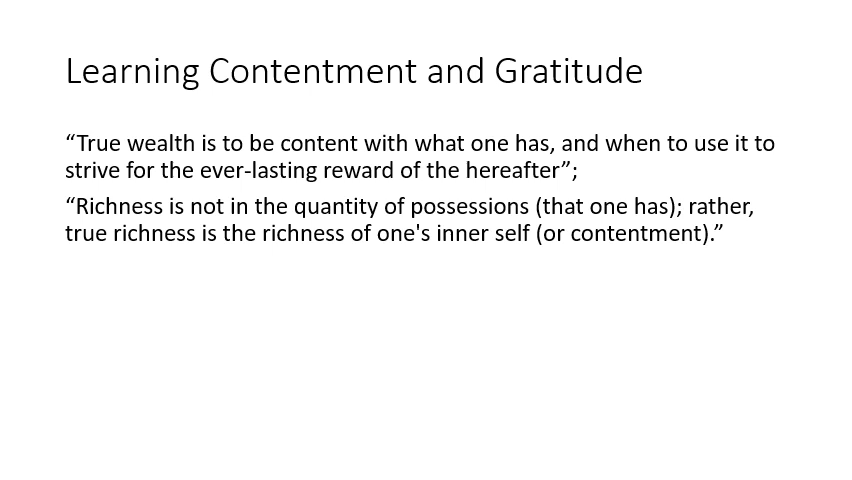 Learning Contentment and Gratitude
“True wealth is to be content with what one has, and when to use it to
strive for the ever-lasting reward of the hereafter”;
“Richness is not in the quantity of possessions (that one has); rather,
true richness is the richness of one's inner self (or contentment).”